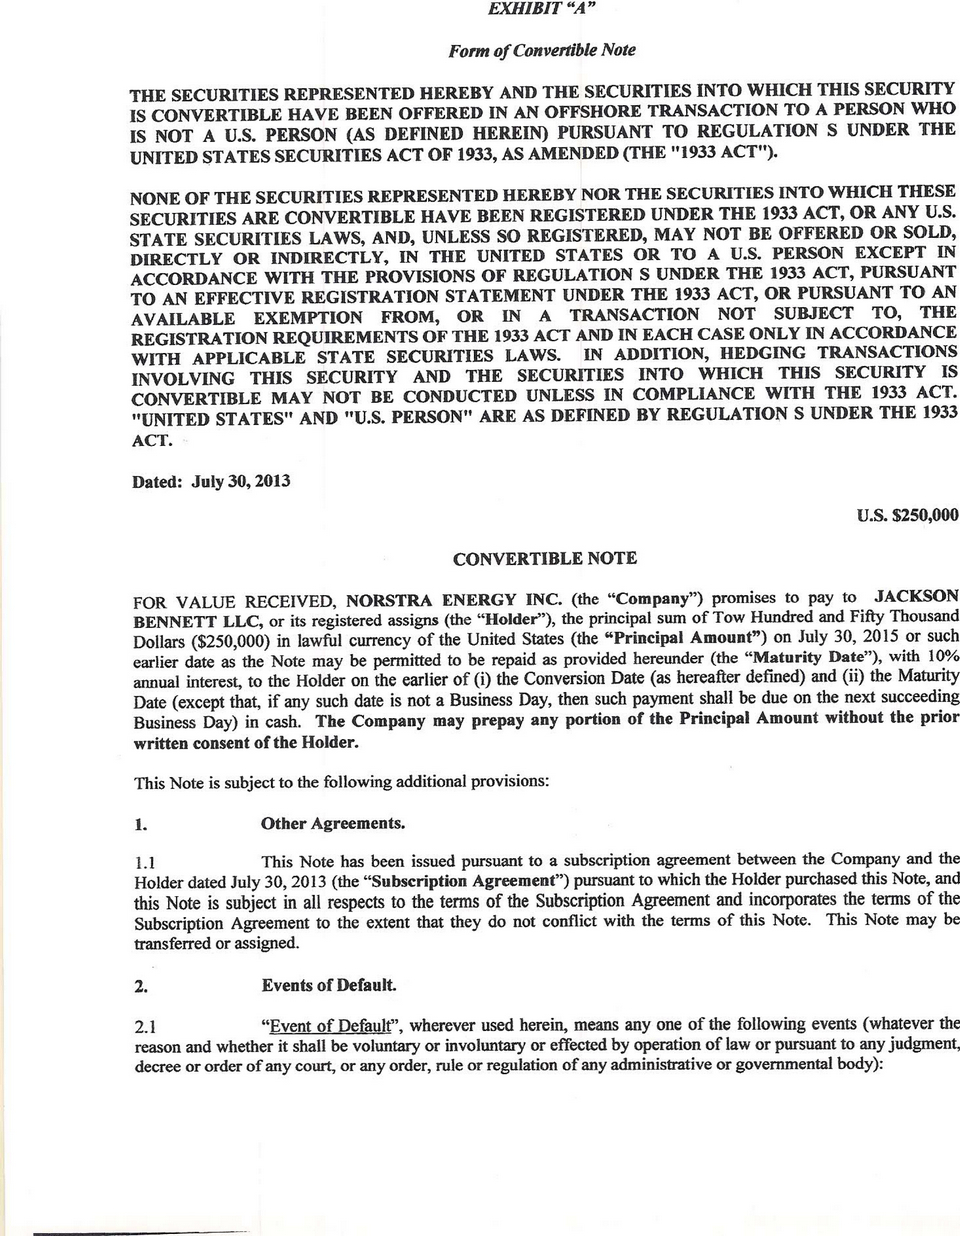 EXHIBIT “A”
Form of Convertible Note
THE SECURITIES REPRESENTED HEREBY AND THE SECURITIES INTO WHICH THIS SECURITY
IS CONVERTIBLE HAVE BEEN OFFERED IN AN OFFSHORE TRANSACTION TO A PERSON WHO
IS NOT A U.S. PERSON (AS DEFINED HEREIN) PURSUANT TO REGULATION S UNDER THE
UNITED STATES SECURITIES ACT OF 1933, AS AMENDED (THE "1933 ACT").
NONE OF THE SECURITIES REPRESENTED HEREBY NOR THE SECURITIES INTO WHICH THESE
SECURITIES ARE CONVERTIBLE HAVE BEEN REGISTERED UNDER THE 1933 ACT, OR ANY U.S.
STATE SECURITIES LAWS, AND, UNLESS SO REGISTERED, MAY NOT BE OFFERED OR SOLD,
DIRECTLY OR INDIRECTLY, IN THE UNITED STATES OR TO A U.S. PERSON EXCEPT IN
ACCORDANCE WITH THE PROVISIONS OF REGULATION S UNDER THE 1933 ACT, PURSUANT
TO AN EFFECTIVE REGISTRATION STATEMENT UNDER THE 1933 ACT, OR PURSUANT TO AN
AVAILABLE EXEMPTION FROM, OR IN A TRANSACTION NOT SUBJECT TO, THE
REGISTRATION REQUIREMENTS OF THE 1933 ACT AND IN EACH CASE ONLY IN ACCORDANCE
WITH APPLICABLE STATE SECURITIES LAWS. IN ADDITION, HEDGING TRANSACTIONS
INVOLVING THIS SECURITY AND THE SECURITIES INTO WHICH THIS SECURITY IS
CONVERTIBLE MAY NOT BE CONDUCTED UNLESS IN COMPLIANCE WITH THE 1933 ACT.
"UNITED STATES" AND "U.S. PERSON" ARE AS DEFINED BY REGULATION S UNDER THE 1933
ACT.
Dated: July 30, 2013
U.S. $250,000
CONVERTIBLE NOTE
FOR VALUE RECEIVED, NORSTRA ENERGY INC. (the “Company”) promises to pay to JACKSON
BENNETT LLC, or its registered assigns (the “Holder”), the principal sum of Tow Hundred and Fifty Thousand
Dollars ($250,000) in lawful currency of the United States (the “Principal Amount”) on July 30, 2015 or such
earlier date as the Note may be permitted to be repaid as provided hereunder (the “Maturity Date”), with 10%
annual interest, to the Holder on the earlier of (i) the Conversion Date (as hereafter defined) and (ii) the Maturity
Date (except that, if any such date is not a Business Day, then such payment shall be due on the next succeeding
Business Day) in cash. The Company may prepay any portion of the Principal Amount without the prior
written consent of the Holder.
This Note is subject to the following additional provisions:
1. Other Agreements.
1.1 This Note has been issued pursuant to a subscription agreement between the Company and the
Holder dated July 30, 2013 (the “Subscription Agreement”) pursuant to which the Holder purchased this Note, and
this Note is subject in all respects to the terms of the Subscription Agreement and incorporates the terms of the
Subscription Agreement to the extent that they do not conflict with the terms of this Note. This Note may be
transferred or assigned.
2. Events of Default.
2.1 “Event of Default”, wherever used herein, means any one of the following events (whatever the
reason and whether it shall be voluntary or involuntary or effected by operation of law or pursuant to any judgment,
decree or order of any court, or any order, rule or regulation of any administrative or governmental body):